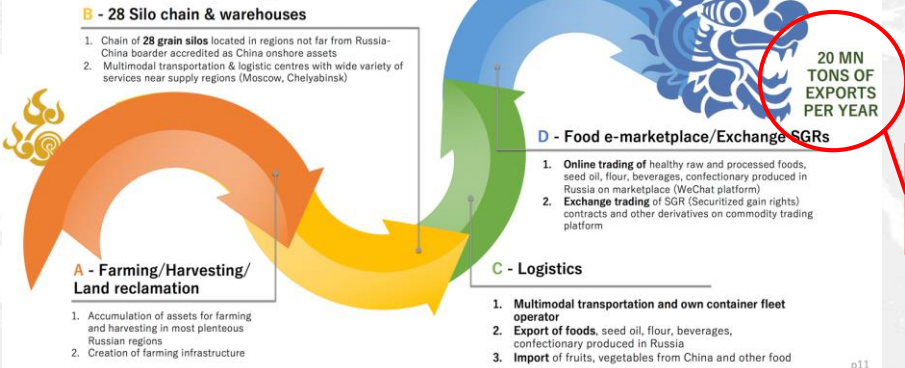 B - 28 Silo chain & warehouses
1. Chain of 28 grain silos located in regions not far from Russia-
China boarder accredited as China onshore assets
2. Multimodal transportation & logistic centres with wide variety of
services near supply regions (Moscow, Chelyabinsk)
20 MN
TONS OF
EXPORTS
PER YEAR
D - Food e-marketplace/Exchange SGRs
1. Online trading of healthy raw and processed foods,
seed oil, flour, beverages, confectionary produced in
Russia on marketplace (WeChat platform)
2. Exchange trading of SGR (Securitized gain rights)
contracts and other derivatives on commodity trading
platform
A - Farming/Harvesting/
Land reclamation
1. Accumulation of assets for farming
and harvesting in most plenteous
Russian regions
2. Creation of farming infrastructure
C - Logistics
1. Multimodal transportation and own container fleet
operator
2. Export of foods, seed oil, flour, beverages,
confectionary produced in Russia
3. Import of fruits, vegetables from China and other food
p11